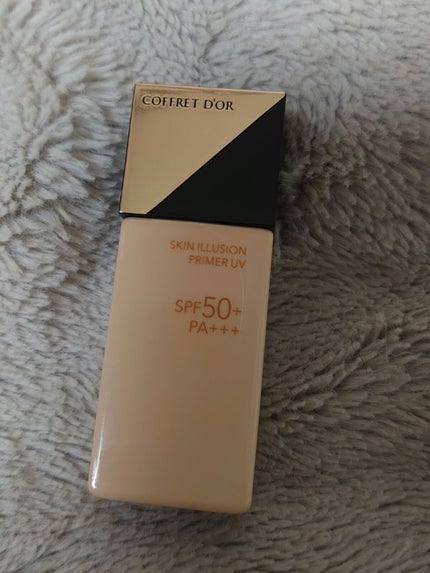 COFFRET D'OR
SKIN ILLUSION
PRIMER UV
SPF50+
PA+++